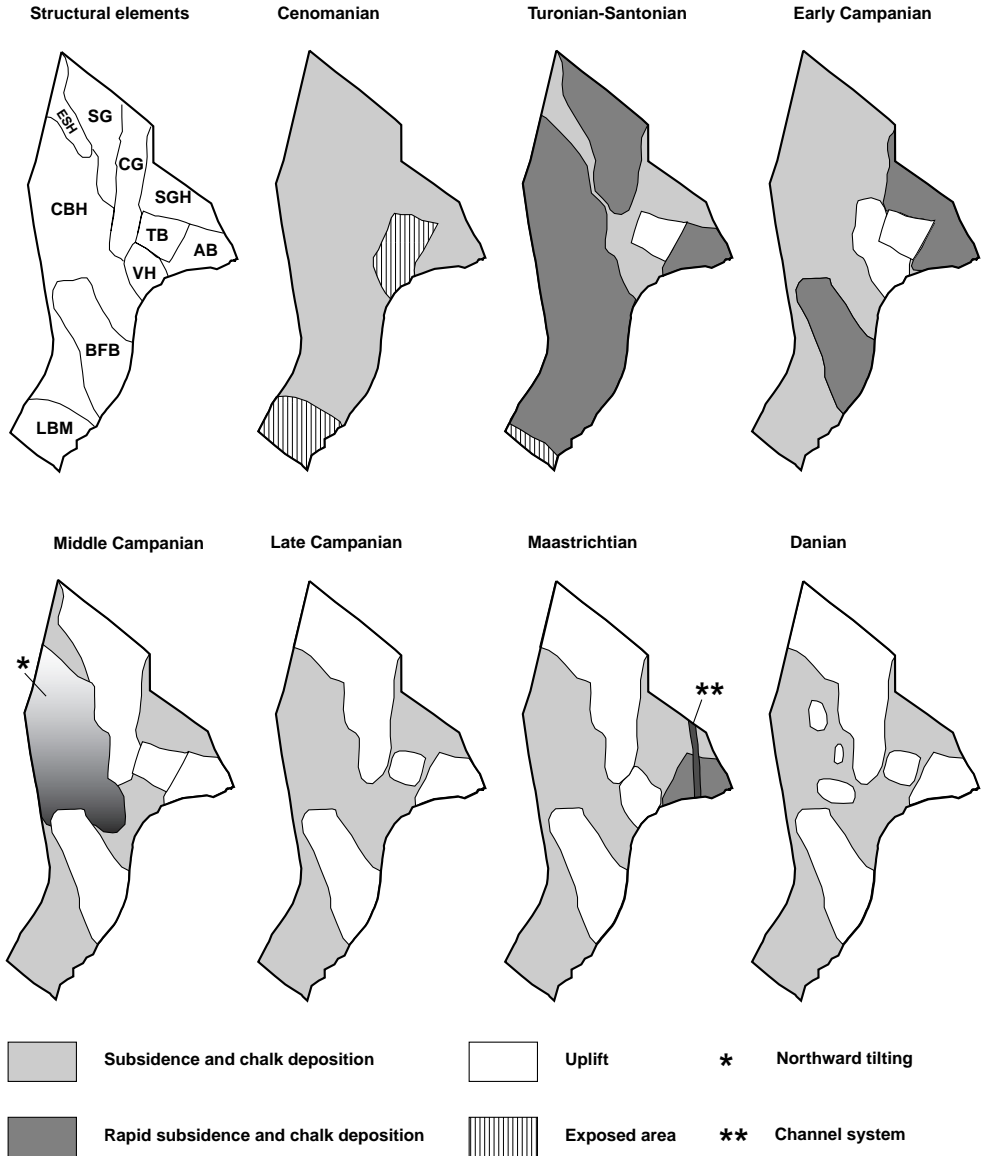 Structural elements
Cenomanian
Turonian-Santonian
Early Campanian
ESH
SG
CG
CBH
SGH
TB
AB
VH
BFB
LBM
Middle Campanian
Late Campanian
Maastrichtian
Danian
*
**
Subsidence and chalk deposition
Uplift
* Northward tilting
Rapid subsidence and chalk deposition
Exposed area
** Channel system